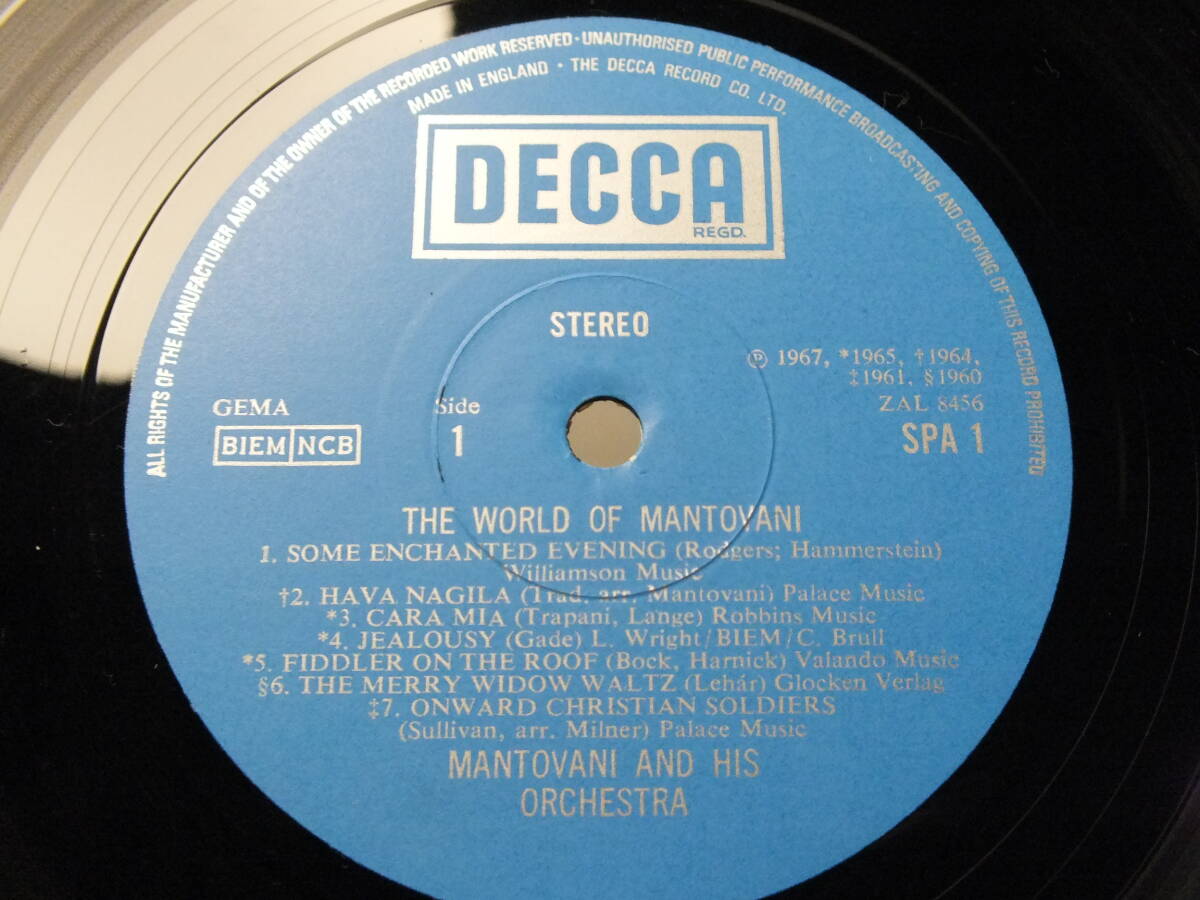 ALL RIGHTS OF THE MANUFACTURER AND OF THE OWNER OF THE RECORDED WORK RESERVED · UNAUTHORISED PUBLIC PERFORMANCE BROADCASTING AND COPYING OF THIS RECORD PROHIBITED
MADE IN ENGLAND · THE DECCA RECORD CO. LTD.
DECCA
REGD.
STEREO
℗ 1967, *1965, †1964,
‡1961, §1960
GEMA
Side
ZAL 8456
BIEM NCB
1
SPA 1
THE WORLD OF MANTOVANI
1. SOME ENCHANTED EVENING (Rodgers; Hammerstein)
Williamson Music
†2. HAVA NAGILA (Trad. arr. Mantovani) Palace Music
*3. CARA MIA (Trapani, Lange) Robbins Music
*4. JEALOUSY (Gade) L. Wright/BIEM/C. Brull
*5. FIDDLER ON THE ROOF (Bock, Harnick) Valando Music
§6. THE MERRY WIDOW WALTZ (Lehár) Glocken Verlag
‡7. ONWARD CHRISTIAN SOLDIERS
(Sullivan, arr. Milner) Palace Music
MANTOVANI AND HIS
ORCHESTRA